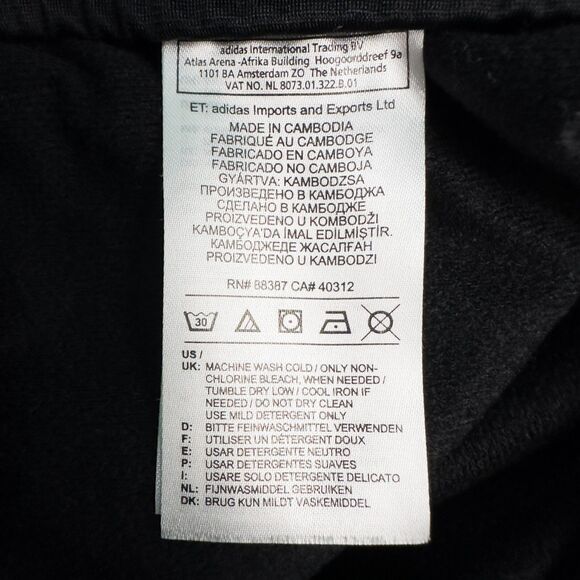 adidas International Trading BV
Atlas Arena -Afrika Building Hoogoorddreef 9a
1101 BA Amsterdam ZO The Netherlands
VAT NO. NL 8073.01.322.B.01
ET: adidas Imports and Exports Ltd
MADE IN CAMBODIA
FABRIQUÉ AU CAMBODGE
FABRICADO EN CAMBOYA
FABRICADO NO CAMBOJA
GYÁRTVA: KAMBODZSA
ПРОИЗВЕДЕНО В КАМБОДЖА
СДЕЛАНО В КАМБОДЖЕ
PROIZVEDENO U KOMBODŽI
KAMBOÇYA'DA İMAL EDİLMİŞTİR.
КАМБОДЖЕДЕ ЖАСАЛҒАН
PROIZVEDENO U KAMBODZI
RN# 88387 CA# 40312
30
US /
UK: MACHINE WASH COLD / ONLY NON-
CHLORINE BLEACH, WHEN NEEDED /
TUMBLE DRY LOW / COOL IRON IF
NEEDED / DO NOT DRY CLEAN
USE MILD DETERGENT ONLY
D: BITTE FEINWASCHMITTEL VERWENDEN
F: UTILISER UN DÉTERGENT DOUX
E: USAR DETERGENTE NEUTRO
P: USAR DETERGENTES SUAVES
I: USARE SOLO DETERGENTE DELICATO
NL: FIJNWASMIDDEL GEBRUIKEN
DK: BRUG KUN MILDT VASKEMIDDEL